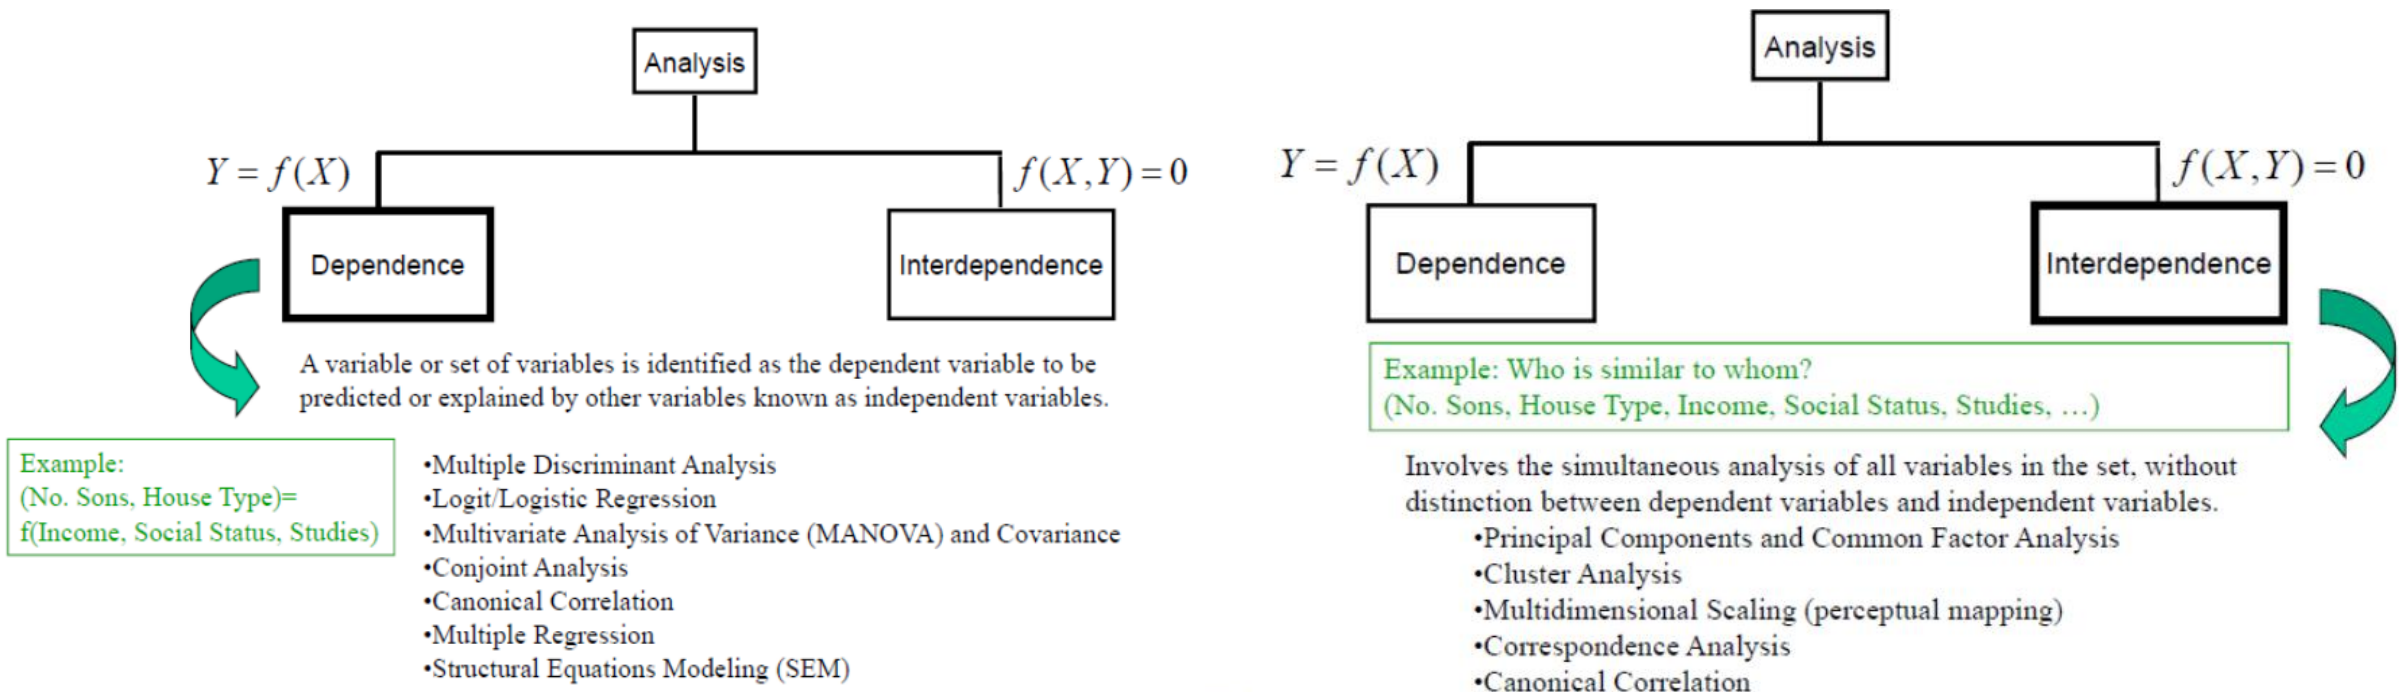 Analysis
Y = f(X)
f(X,Y) = 0
Dependence
Interdependence
A variable or set of variables is identified as the dependent variable to be
predicted or explained by other variables known as independent variables.
Example:
(No. Sons, House Type)=
f(Income, Social Status, Studies)
•Multiple Discriminant Analysis
•Logit/Logistic Regression
•Multivariate Analysis of Variance (MANOVA) and Covariance
•Conjoint Analysis
•Canonical Correlation
•Multiple Regression
•Structural Equations Modeling (SEM)
Analysis
Y = f(X)
f(X,Y) = 0
Dependence
Interdependence
Example: Who is similar to whom?
(No. Sons, House Type, Income, Social Status, Studies, …)
Involves the simultaneous analysis of all variables in the set, without
distinction between dependent variables and independent variables.
•Principal Components and Common Factor Analysis
•Cluster Analysis
•Multidimensional Scaling (perceptual mapping)
•Correspondence Analysis
•Canonical Correlation